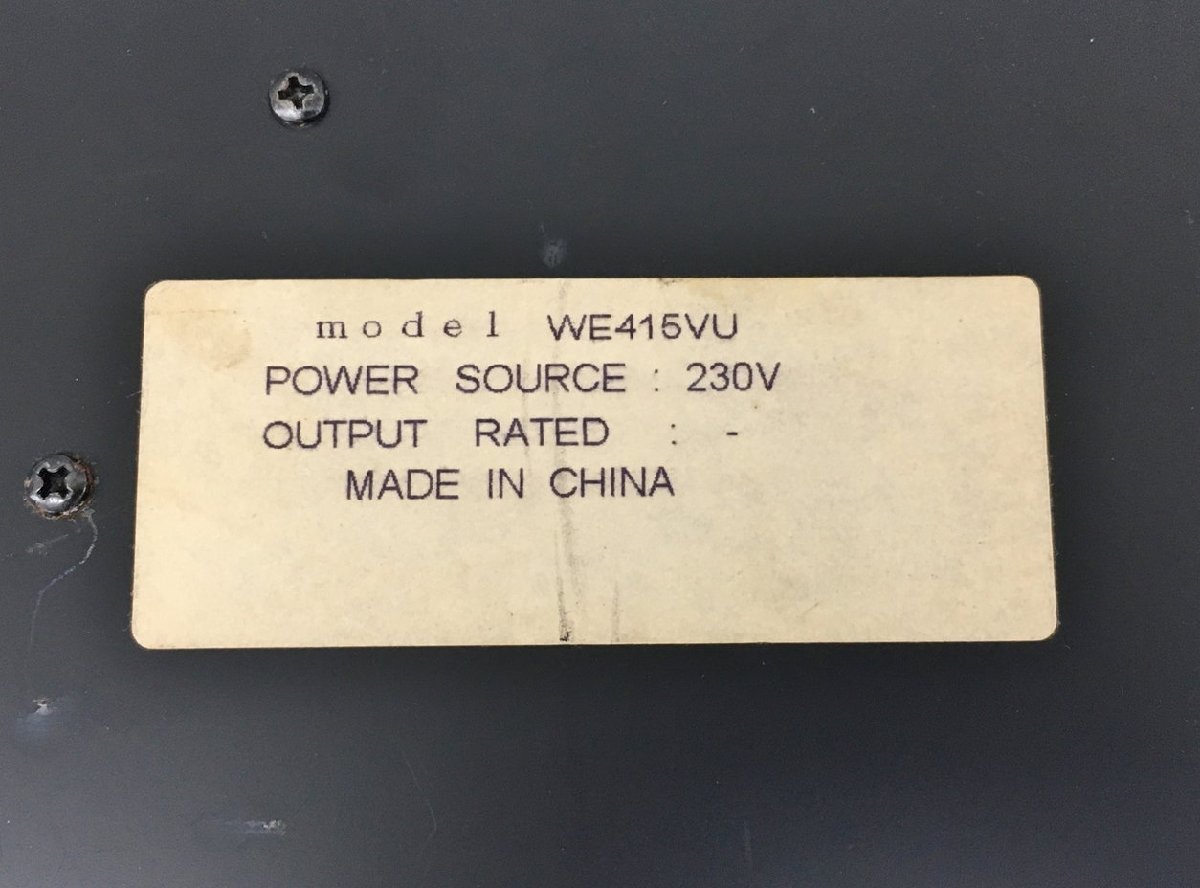 model WE415VU
POWER SOURCE : 230V
OUTPUT RATED : -
MADE IN CHINA